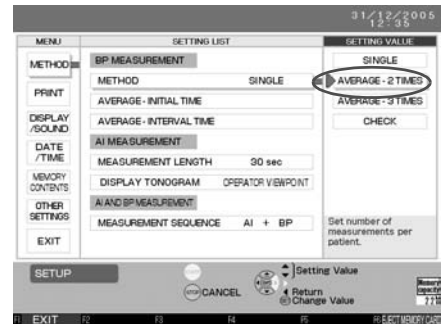 31/12/2005
12:35
MENU
SETTING LIST
SETTING VALUE
METHOD
PRINT
DISPLAY
/SOUND
DATE
/TIME
MEMORY
CONTENTS
OTHER
SETTINGS
EXIT
BP MEASUREMENT
METHOD SINGLE
AVERAGE - INITIAL TIME
AVERAGE - INTERVAL TIME
AI MEASUREMENT
MEASUREMENT LENGTH 30 sec
DISPLAY TONOGRAM OPERATOR VIEWPOINT
AI AND BP MEASUREMENT
MEASUREMENT SEQUENCE AI + BP
SINGLE
AVERAGE - 2 TIMES
AVERAGE - 3 TIMES
CHECK
Set number of
measurements per
patient.
SETUP
CANCEL
Setting Value
Return
Change Value
Memory
capacity
F1 EXIT F2 F3 F4 F5 F6 EJECT MEMORY CARD